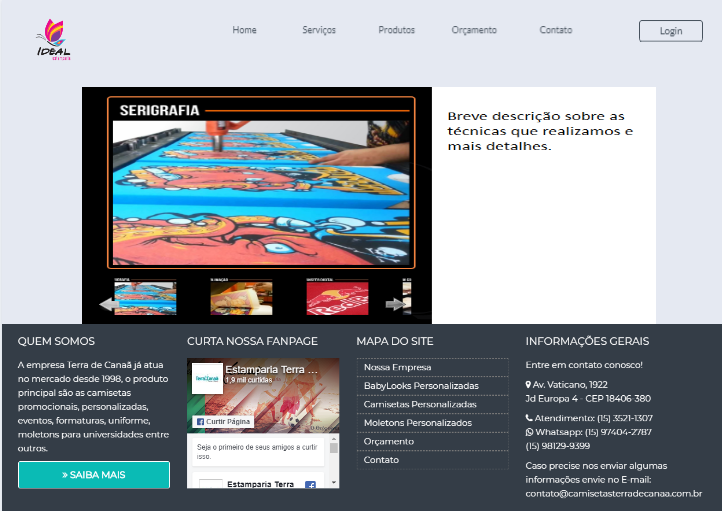 IDEAL
Home
Serviços
Produtos
Orçamento
Contato
Login
SERIGRAFIA
Breve descrição sobre as
técnicas que realizamos e
mais detalhes.
QUEM SOMOS
A empresa Terra de Canaã já atua
no mercado desde 1998, o produto
principal são as camisetas
promocionais, personalizadas,
eventos, formaturas, uniforme,
moletons para universidades entre
outros.
» SAIBA MAIS
CURTA NOSSA FANPAGE
Estamparia Terra ...
1,9 mil curtidas
Curtir Página
Seja o primeiro de seus amigos a curtir
isso.
Estamparia Terra
MAPA DO SITE
Nossa Empresa
BabyLooks Personalizadas
Camisetas Personalizadas
Moletons Personalizados
Orçamento
Contato
INFORMAÇÕES GERAIS
Entre em contato conosco!
Av. Vaticano, 1922
Jd Europa 4 - CEP 18406-380
Atendimento: (15) 3521-1307
Whatsapp: (15) 97404-2787
(15) 98129-9399
Caso precise nos enviar algumas
informações envie no E-mail:
contato@camisetasterradecanaa.com.br